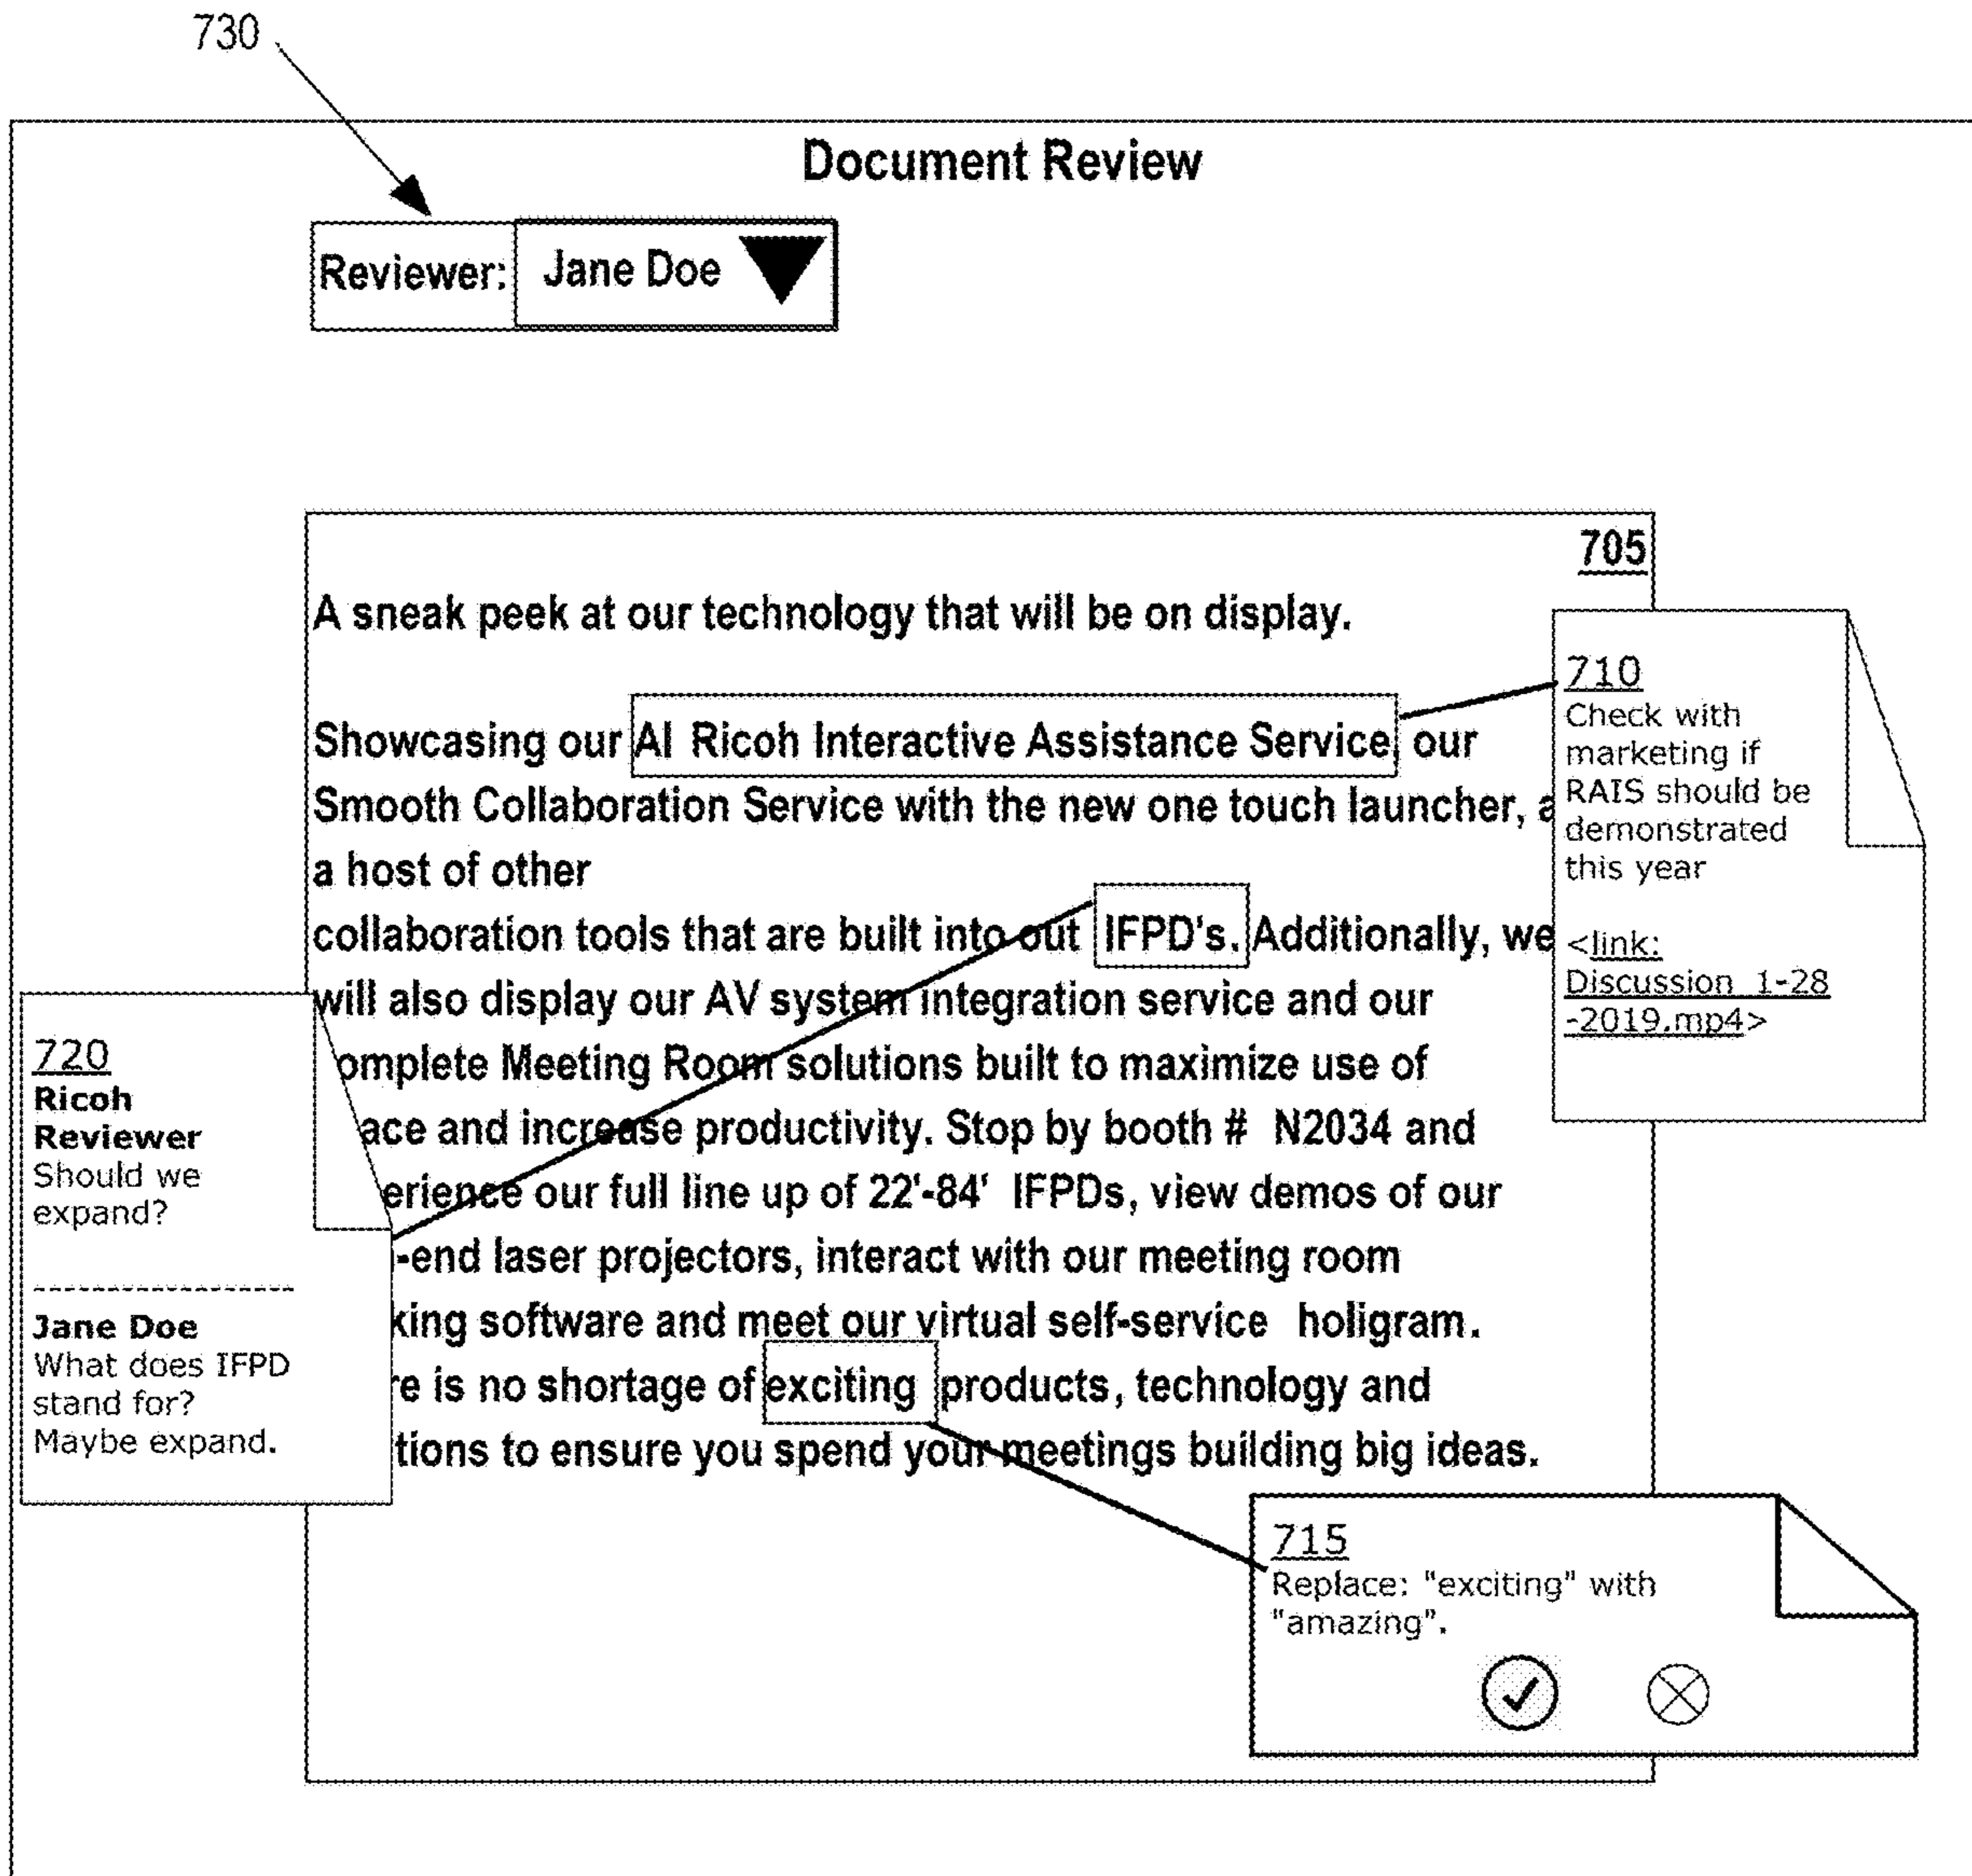 730
Document Review
Reviewer: Jane Doe
705
A sneak peek at our technology that will be on display.
Showcasing our AI Ricoh Interactive Assistance Service, our
Smooth Collaboration Service with the new one touch launcher,
a host of other
collaboration tools that are built into out IFPD's. Additionally, we
will also display our AV system integration service and our
omplete Meeting Room solutions built to maximize use of
ace and increase productivity. Stop by booth # N2034 and
erience our full line up of 22'-84' IFPDs, view demos of our
-end laser projectors, interact with our meeting room
king software and meet our virtual self-service holigram.
re is no shortage of exciting products, technology and
tions to ensure you spend your meetings building big ideas.
710
Check with
marketing if
RAIS should be
demonstrated
this year
<link:
Discussion_1-28
-2019.mp4>
720
Ricoh
Reviewer
Should we
expand?
------------------
Jane Doe
What does IFPD
stand for?
Maybe expand.
715
Replace: "exciting" with
"amazing".